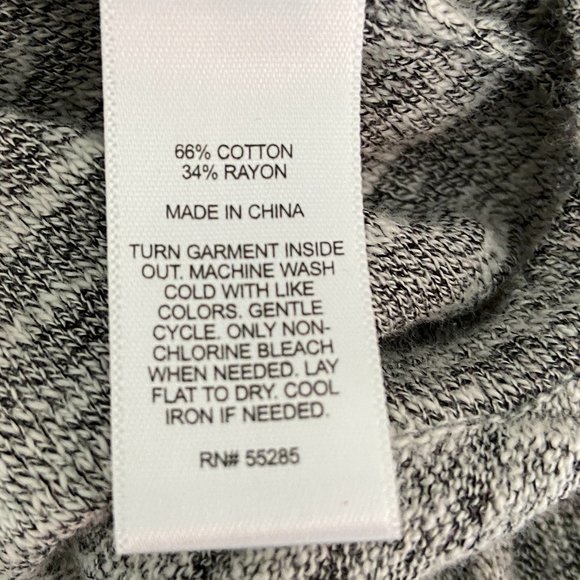 66% COTTON
34% RAYON
MADE IN CHINA
TURN GARMENT INSIDE
OUT. MACHINE WASH
COLD WITH LIKE
COLORS. GENTLE
CYCLE. ONLY NON-
CHLORINE BLEACH
WHEN NEEDED. LAY
FLAT TO DRY. COOL
IRON IF NEEDED.
RN# 55285